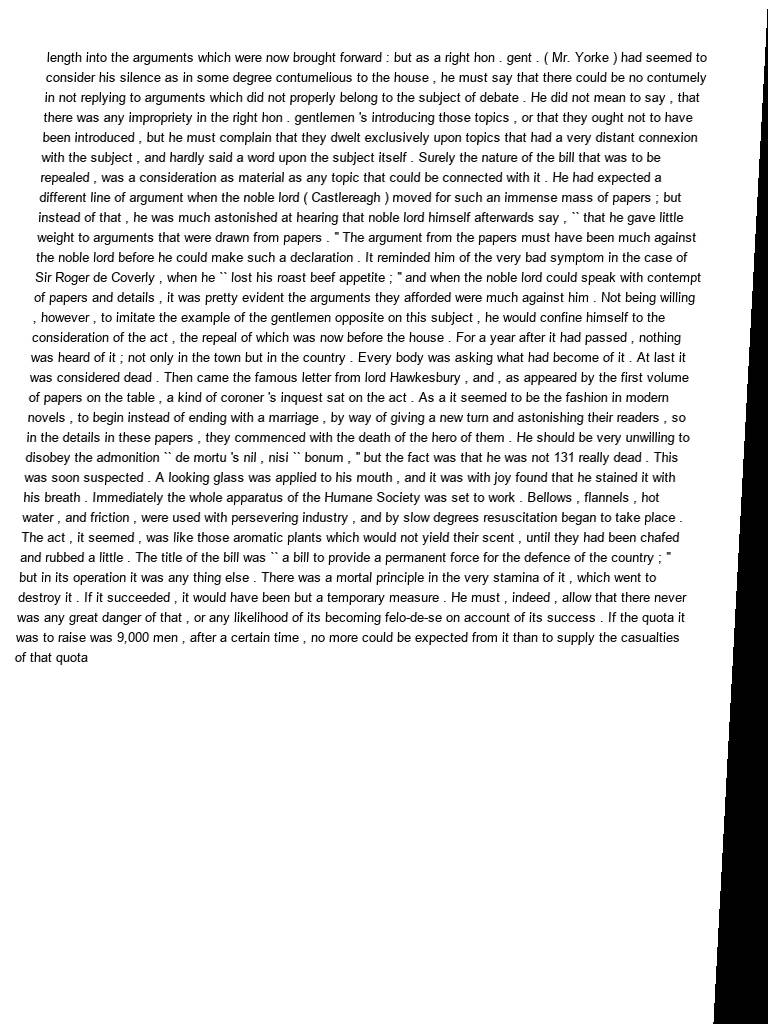 length into the arguments which were now brought forward : but as a right hon . gent . ( Mr. Yorke ) had seemed to
consider his silence as in some degree contumelious to the house , he must say that there could be no contumely
in not replying to arguments which did not properly belong to the subject of debate . He did not mean to say , that
there was any impropriety in the right hon . gentlemen 's introducing those topics , or that they ought not to have
been introduced , but he must complain that they dwelt exclusively upon topics that had a very distant connexion
with the subject , and hardly said a word upon the subject itself . Surely the nature of the bill that was to be
repealed , was a consideration as material as any topic that could be connected with it . He had expected a
different line of argument when the noble lord ( Castlereagh ) moved for such an immense mass of papers ; but
instead of that , he was much astonished at hearing that noble lord himself afterwards say , `` that he gave little
weight to arguments that were drawn from papers . " The argument from the papers must have been much against
the noble lord before he could make such a declaration . It reminded him of the very bad symptom in the case of
Sir Roger de Coverly , when he `` lost his roast beef appetite ; " and when the noble lord could speak with contempt
of papers and details , it was pretty evident the arguments they afforded were much against him . Not being willing
, however , to imitate the example of the gentlemen opposite on this subject , he would confine himself to the
consideration of the act , the repeal of which was now before the house . For a year after it had passed , nothing
was heard of it ; not only in the town but in the country . Every body was asking what had become of it . At last it
was considered dead . Then came the famous letter from lord Hawkesbury , and , as appeared by the first volume
of papers on the table , a kind of coroner 's inquest sat on the act . As a it seemed to be the fashion in modern
novels , to begin instead of ending with a marriage , by way of giving a new turn and astonishing their readers , so
in the details in these papers , they commenced with the death of the hero of them . He should be very unwilling to
disobey the admonition `` de mortu 's nil , nisi `` bonum , " but the fact was that he was not 131 really dead . This
was soon suspected . A looking glass was applied to his mouth , and it was with joy found that he stained it with
his breath . Immediately the whole apparatus of the Humane Society was set to work . Bellows , flannels , hot
water , and friction , were used with persevering industry , and by slow degrees resuscitation began to take place .
The act , it seemed , was like those aromatic plants which would not yield their scent , until they had been chafed
and rubbed a little . The title of the bill was `` a bill to provide a permanent force for the defence of the country ; "
but in its operation it was any thing else . There was a mortal principle in the very stamina of it , which went to
destroy it . If it succeeded , it would have been but a temporary measure . He must , indeed , allow that there never
was any great danger of that , or any likelihood of its becoming felo-de-se on account of its success . If the quota it
was to raise was 9,000 men , after a certain time , no more could be expected from it than to supply the casualties
of that quota